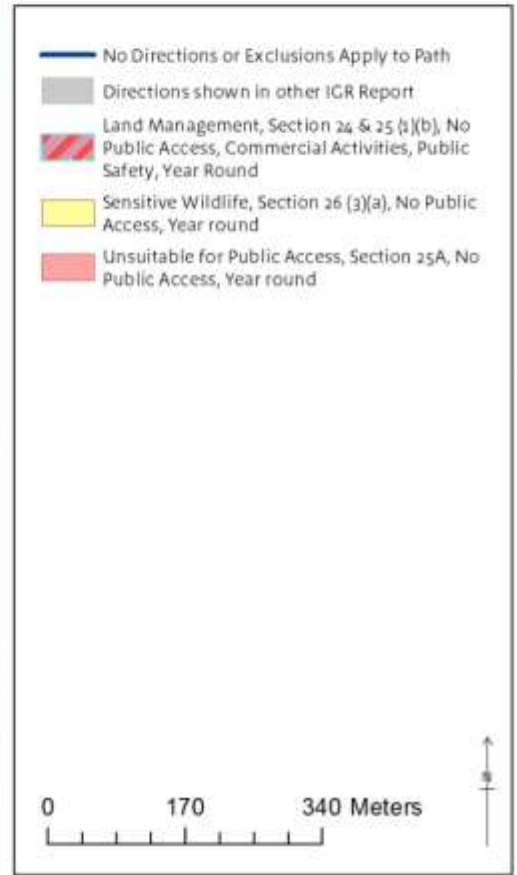 No Directions or Exclusions Apply to Path
Directions shown in other IGR Report
Land Management, Section 24 & 25 (1)(b), No
Public Access, Commercial Activities, Public
Safety, Year Round
Sensitive Wildlife, Section 26 (3)(a), No Public
Access, Year round
Unsuitable for Public Access, Section 25A, No
Public Access, Year round
N
0 170 340 Meters